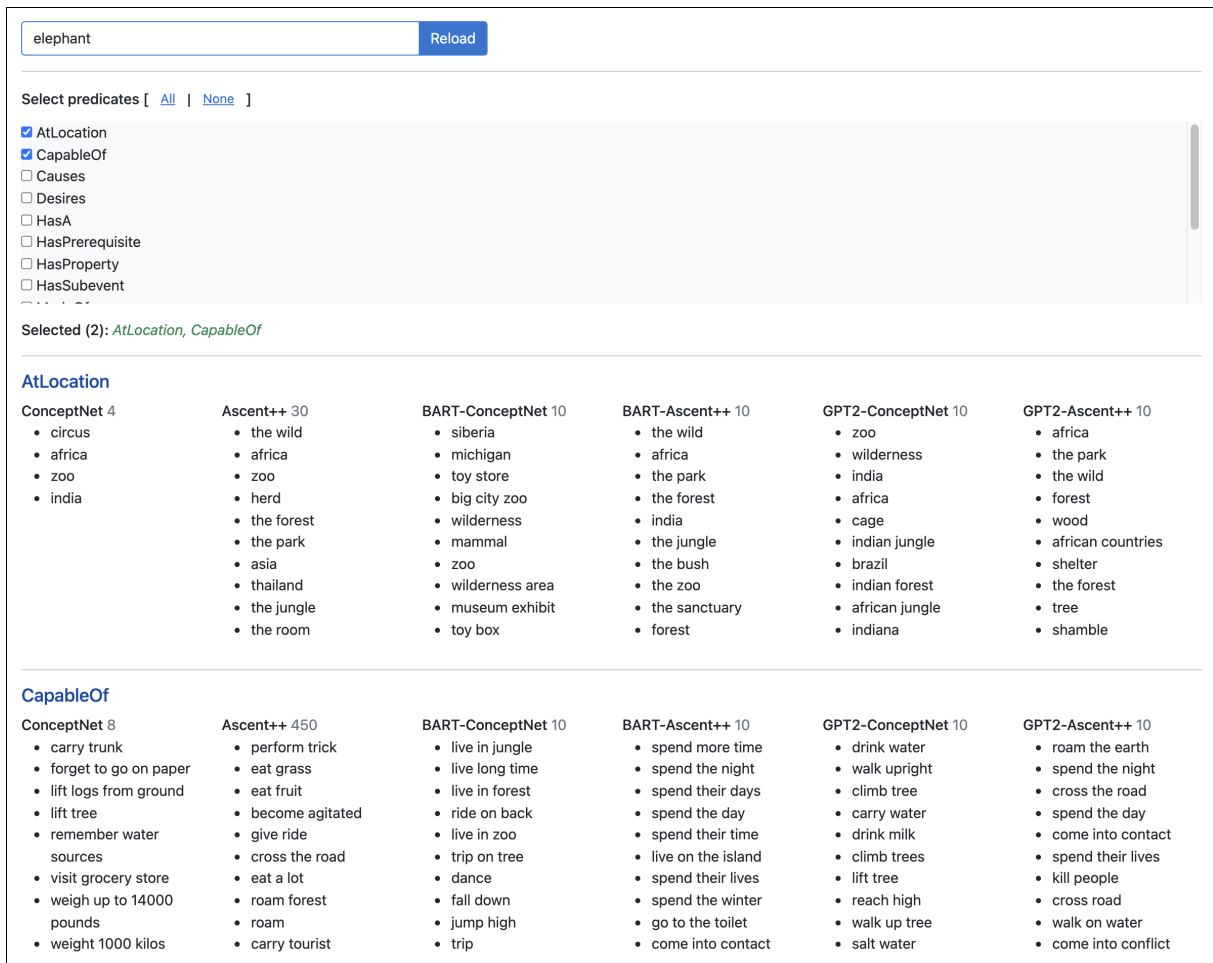 elephant
Reload
Select predicates [ All | None ]
AtLocation
CapableOf
Causes
Desires
HasA
HasPrerequisite
HasProperty
HasSubevent
Selected (2): AtLocation, CapableOf
AtLocation
ConceptNet 4
circus
africa
zoo
india
Ascent++ 30
the wild
africa
zoo
herd
the forest
the park
asia
thailand
the jungle
the room
BART-ConceptNet 10
siberia
michigan
toy store
big city zoo
wilderness
mammal
zoo
wilderness area
museum exhibit
toy box
BART-Ascent++ 10
the wild
africa
the park
the forest
india
the jungle
the bush
the zoo
the sanctuary
forest
GPT2-ConceptNet 10
zoo
wilderness
india
africa
cage
indian jungle
brazil
indian forest
african jungle
indiana
GPT2-Ascent++ 10
africa
the park
the wild
forest
wood
african countries
shelter
the forest
tree
shamble
CapableOf
ConceptNet 8
carry trunk
forget to go on paper
lift logs from ground
lift tree
remember water
sources
visit grocery store
weigh up to 14000
pounds
weight 1000 kilos
Ascent++ 450
perform trick
eat grass
eat fruit
become agitated
give ride
cross the road
eat a lot
roam forest
roam
carry tourist
BART-ConceptNet 10
live in jungle
live long time
live in forest
ride on back
live in zoo
trip on tree
dance
fall down
jump high
trip
BART-Ascent++ 10
spend more time
spend the night
spend their days
spend the day
spend their time
live on the island
spend their lives
spend the winter
go to the toilet
come into contact
GPT2-ConceptNet 10
drink water
walk upright
climb tree
carry water
drink milk
climb trees
lift tree
reach high
walk up tree
salt water
GPT2-Ascent++ 10
roam the earth
spend the night
cross the road
spend the day
come into contact
spend their lives
kill people
cross road
walk on water
come into conflict